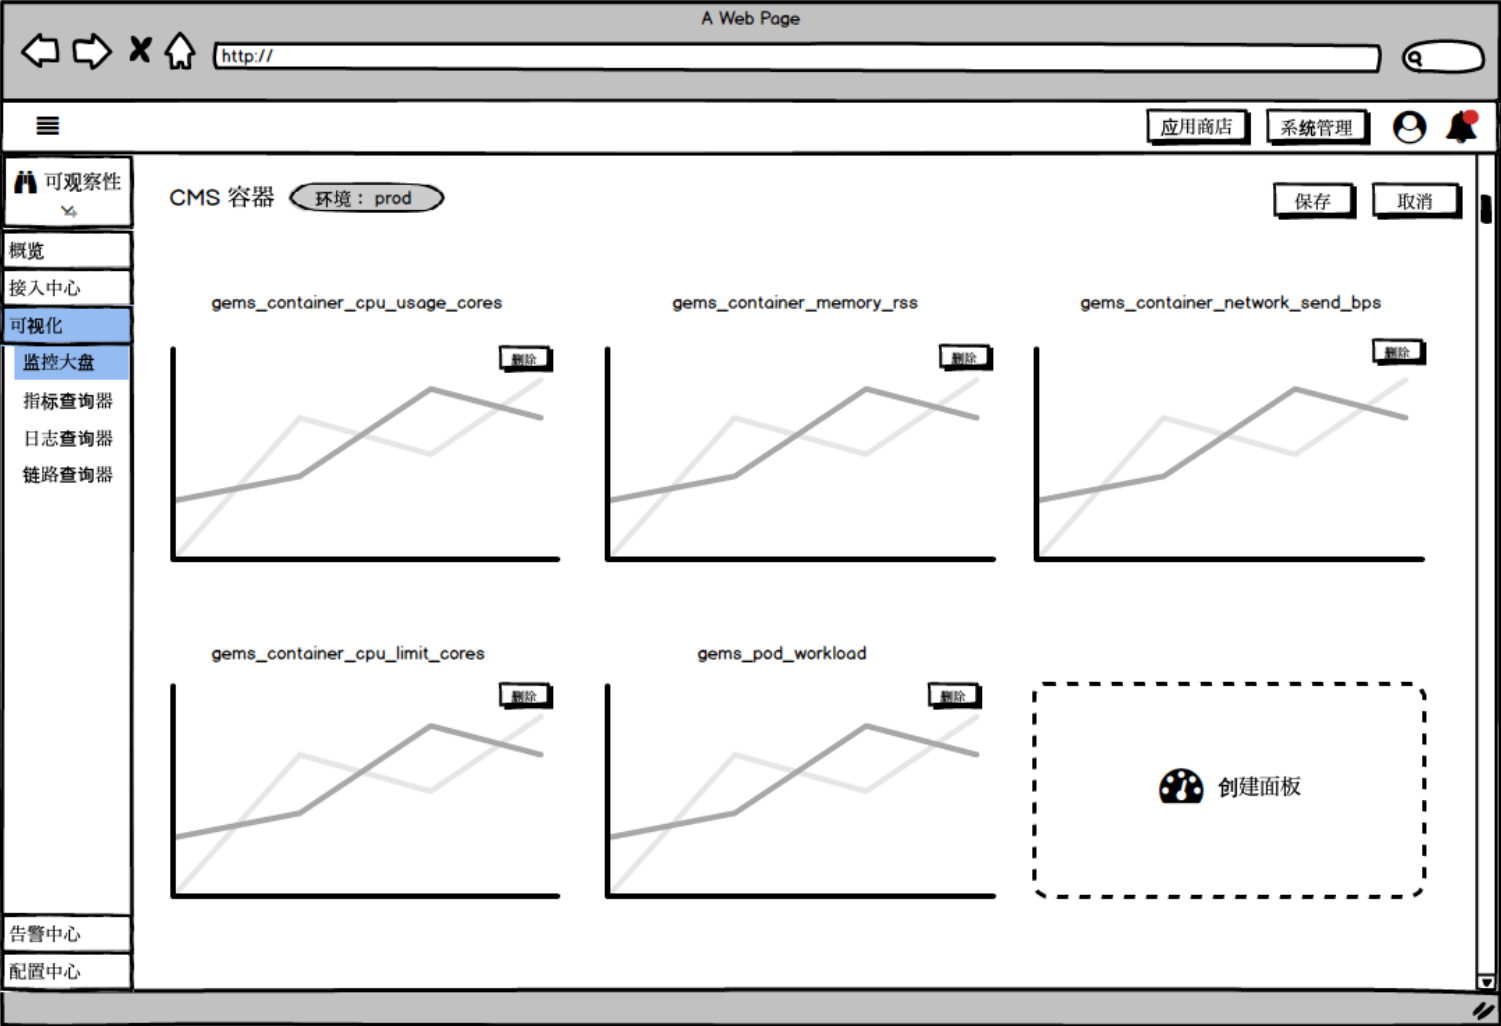 A Web Page
http://
应用商店
系统管理
可观察性
概览
接入中心
可视化
监控大盘
指标查询器
日志查询器
链路查询器
告警中心
配置中心
CMS 容器
环境： prod
保存
取消
gems_container_cpu_usage_cores
删除
gems_container_memory_rss
删除
gems_container_network_send_bps
删除
gems_container_cpu_limit_cores
删除
gems_pod_workload
删除
创建面板